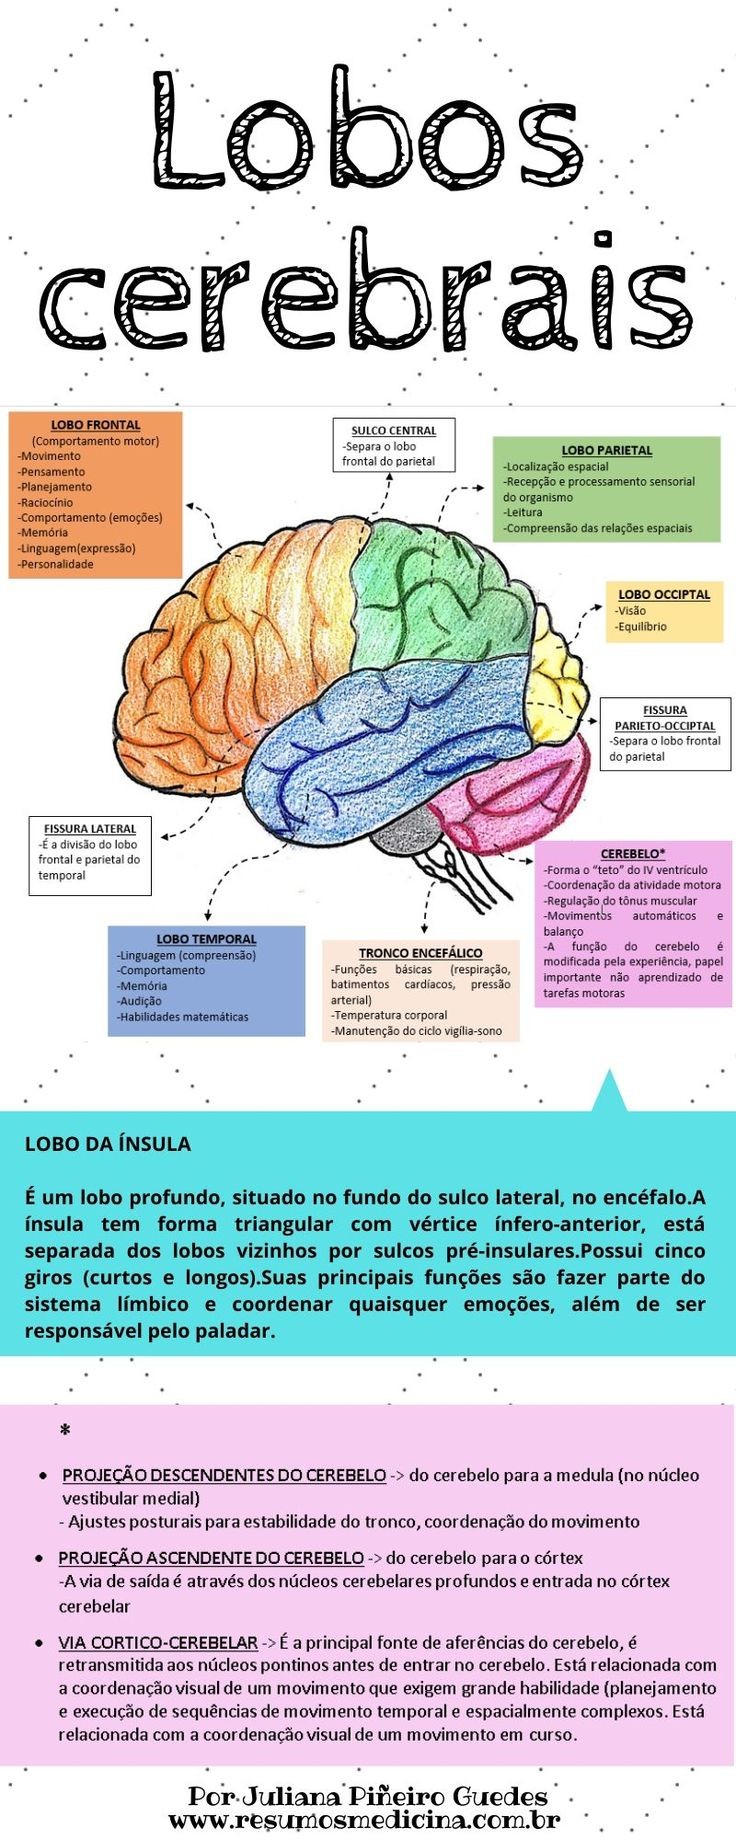 Lobos
cerebrais
LOBO FRONTAL
(Comportamento motor)
-Movimento
-Pensamento
-Planejamento
-Raciocínio
-Comportamento (emoções)
-Memória
-Linguagem(expressão)
-Personalidade
SULCO CENTRAL
-Separa o lobo
frontal do parietal
LOBO PARIETAL
-Localização espacial
-Recepção e processamento sensorial
do organismo
-Leitura
-Compreensão das relações espaciais
LOBO OCCIPTAL
-Visão
-Equilíbrio
FISSURA
PARIETO-OCCIPTAL
-Separa o lobo frontal
do parietal
FISSURA LATERAL
-É a divisão do lobo
frontal e parietal do
temporal
CEREBELO*
-Forma o “teto” do IV ventrículo
-Coordenação da atividade motora
-Regulação do tônus muscular
-Movimentos automáticos e
balanço
-A função do cerebelo é
modificada pela experiência, papel
importante não aprendizado de
tarefas motoras
LOBO TEMPORAL
-Linguagem (compreensão)
-Comportamento
-Memória
-Audição
-Habilidades matemáticas
TRONCO ENCEFÁLICO
-Funções básicas (respiração,
batimentos cardíacos, pressão
arterial)
-Temperatura corporal
-Manutenção do ciclo vigília-sono
LOBO DA ÍNSULA
É um lobo profundo, situado no fundo do sulco lateral, no encéfalo.A
ínsula tem forma triangular com vértice ínfero-anterior, está
separada dos lobos vizinhos por sulcos pré-insulares.Possui cinco
giros (curtos e longos).Suas principais funções são fazer parte do
sistema límbico e coordenar quaisquer emoções, além de ser
responsável pelo paladar.
*
• PROJEÇÃO DESCENDENTES DO CEREBELO -> do cerebelo para a medula (no núcleo
vestibular medial)
- Ajustes posturais para estabilidade do tronco, coordenação do movimento
• PROJEÇÃO ASCENDENTE DO CEREBELO -> do cerebelo para o córtex
-A via de saída é através dos núcleos cerebelares profundos e entrada no córtex
cerebelar
• VIA CORTICO-CEREBELAR -> É a principal fonte de aferências do cerebelo, é
retransmitida aos núcleos pontinos antes de entrar no cerebelo. Está relacionada com
a coordenação visual de um movimento que exigem grande habilidade (planejamento
e execução de sequências de movimento temporal e espacialmente complexos. Está
relacionada com a coordenação visual de um movimento em curso.
Por Juliana Piñeiro Guedes
www.resumosmedicina.com.br